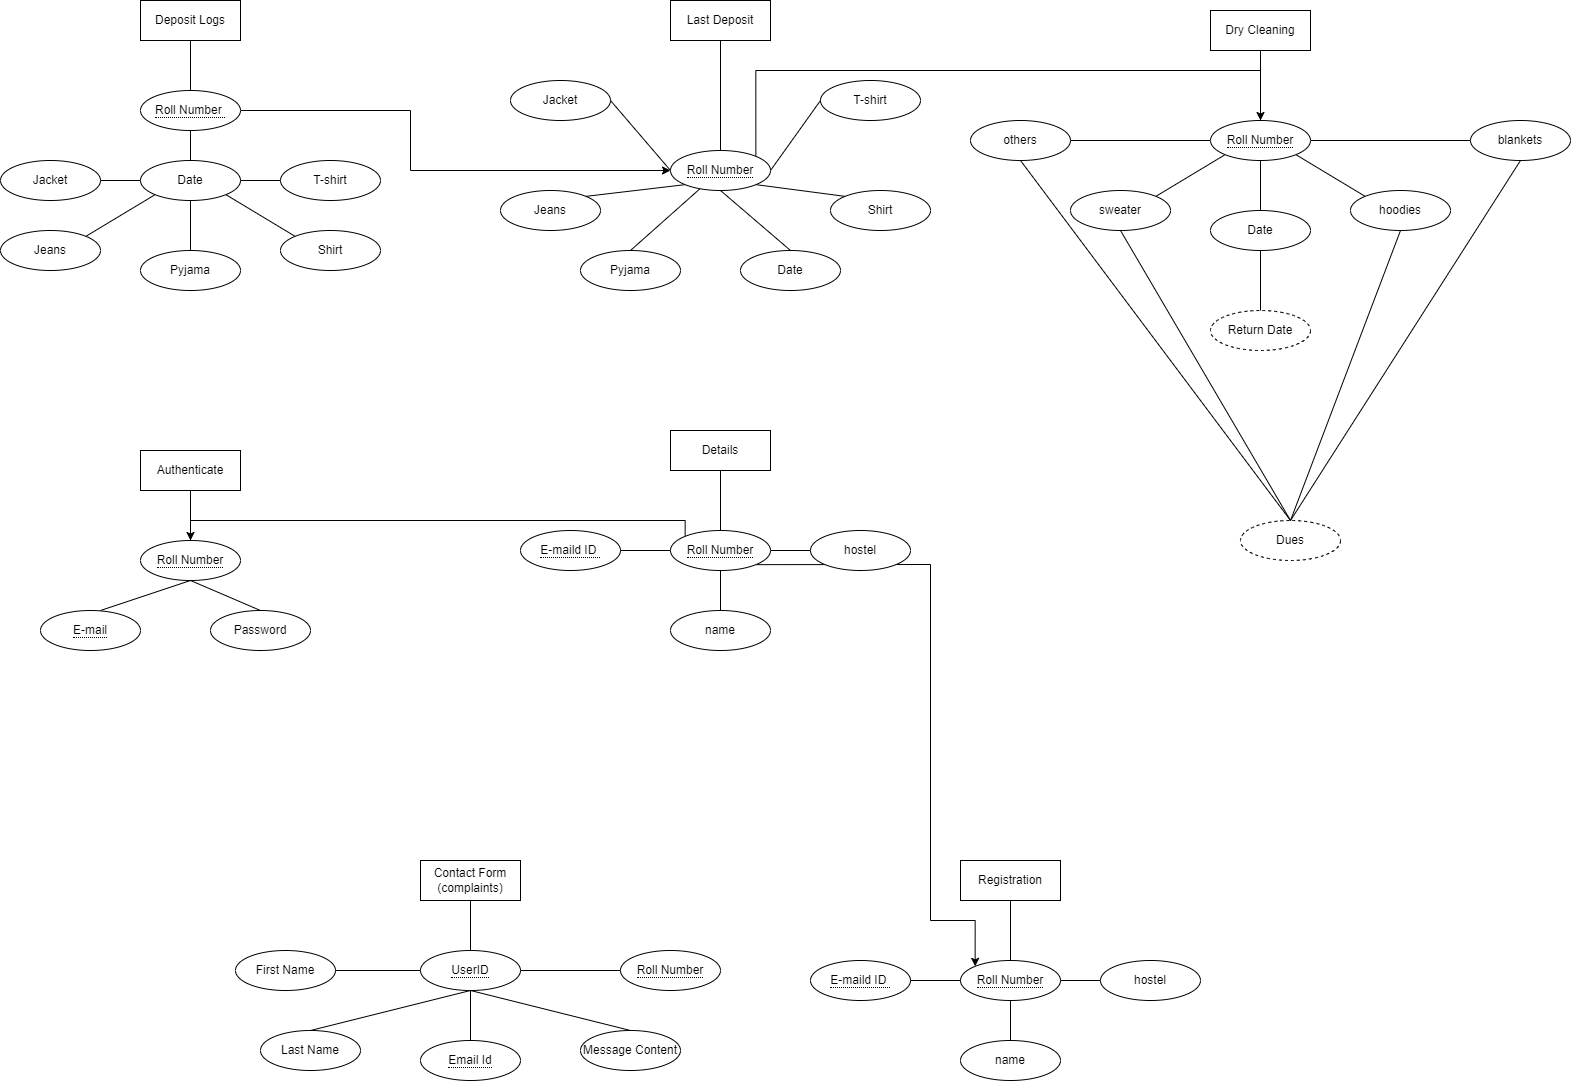 Deposit Logs
Last Deposit
Dry Cleaning
Jacket
T-shirt
Roll Number
others
Roll Number
blankets
Roll Number
Jacket
Date
T-shirt
Jeans
Shirt
sweater
hoodies
Date
Jeans
Shirt
Pyjama
Pyjama
Date
Return Date
Details
Authenticate
Dues
E-maild ID
Roll Number
hostel
Roll Number
E-mail
Password
name
Contact Form
(complaints)
Registration
First Name
UserID
Roll Number
E-maild ID
Roll Number
hostel
Last Name
Email Id
Message Content
name